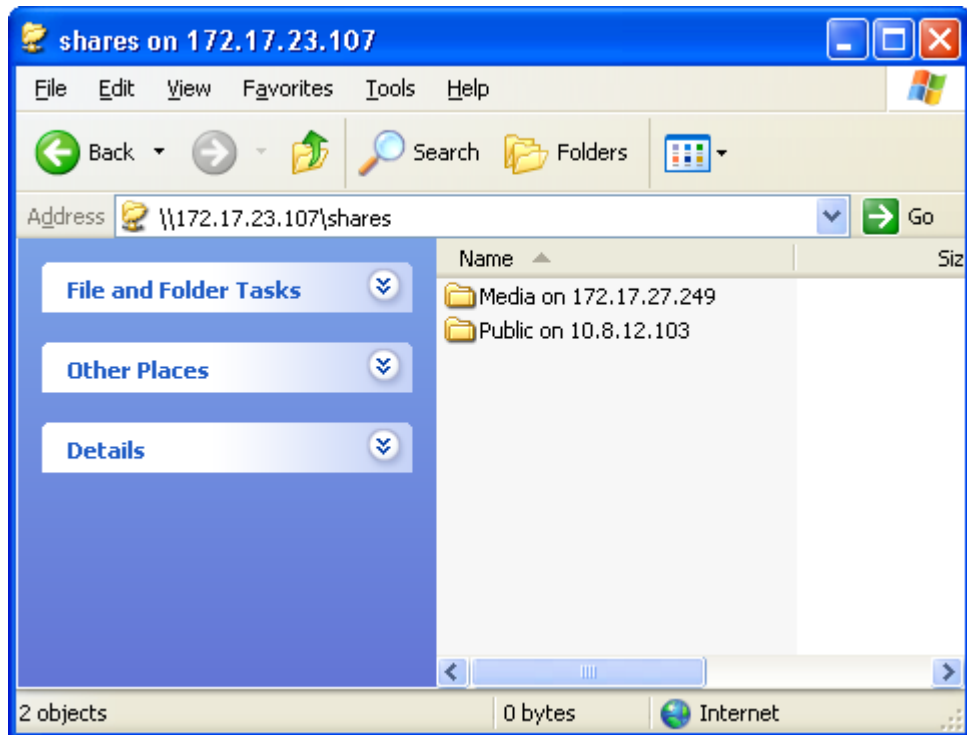 shares on 172.17.23.107
File Edit View Favorites Tools Help
Back Search Folders
Address \\172.17.23.107\shares Go
Name Siz
File and Folder Tasks
Media on 172.17.27.249
Public on 10.8.12.103
Other Places
Details
2 objects 0 bytes Internet